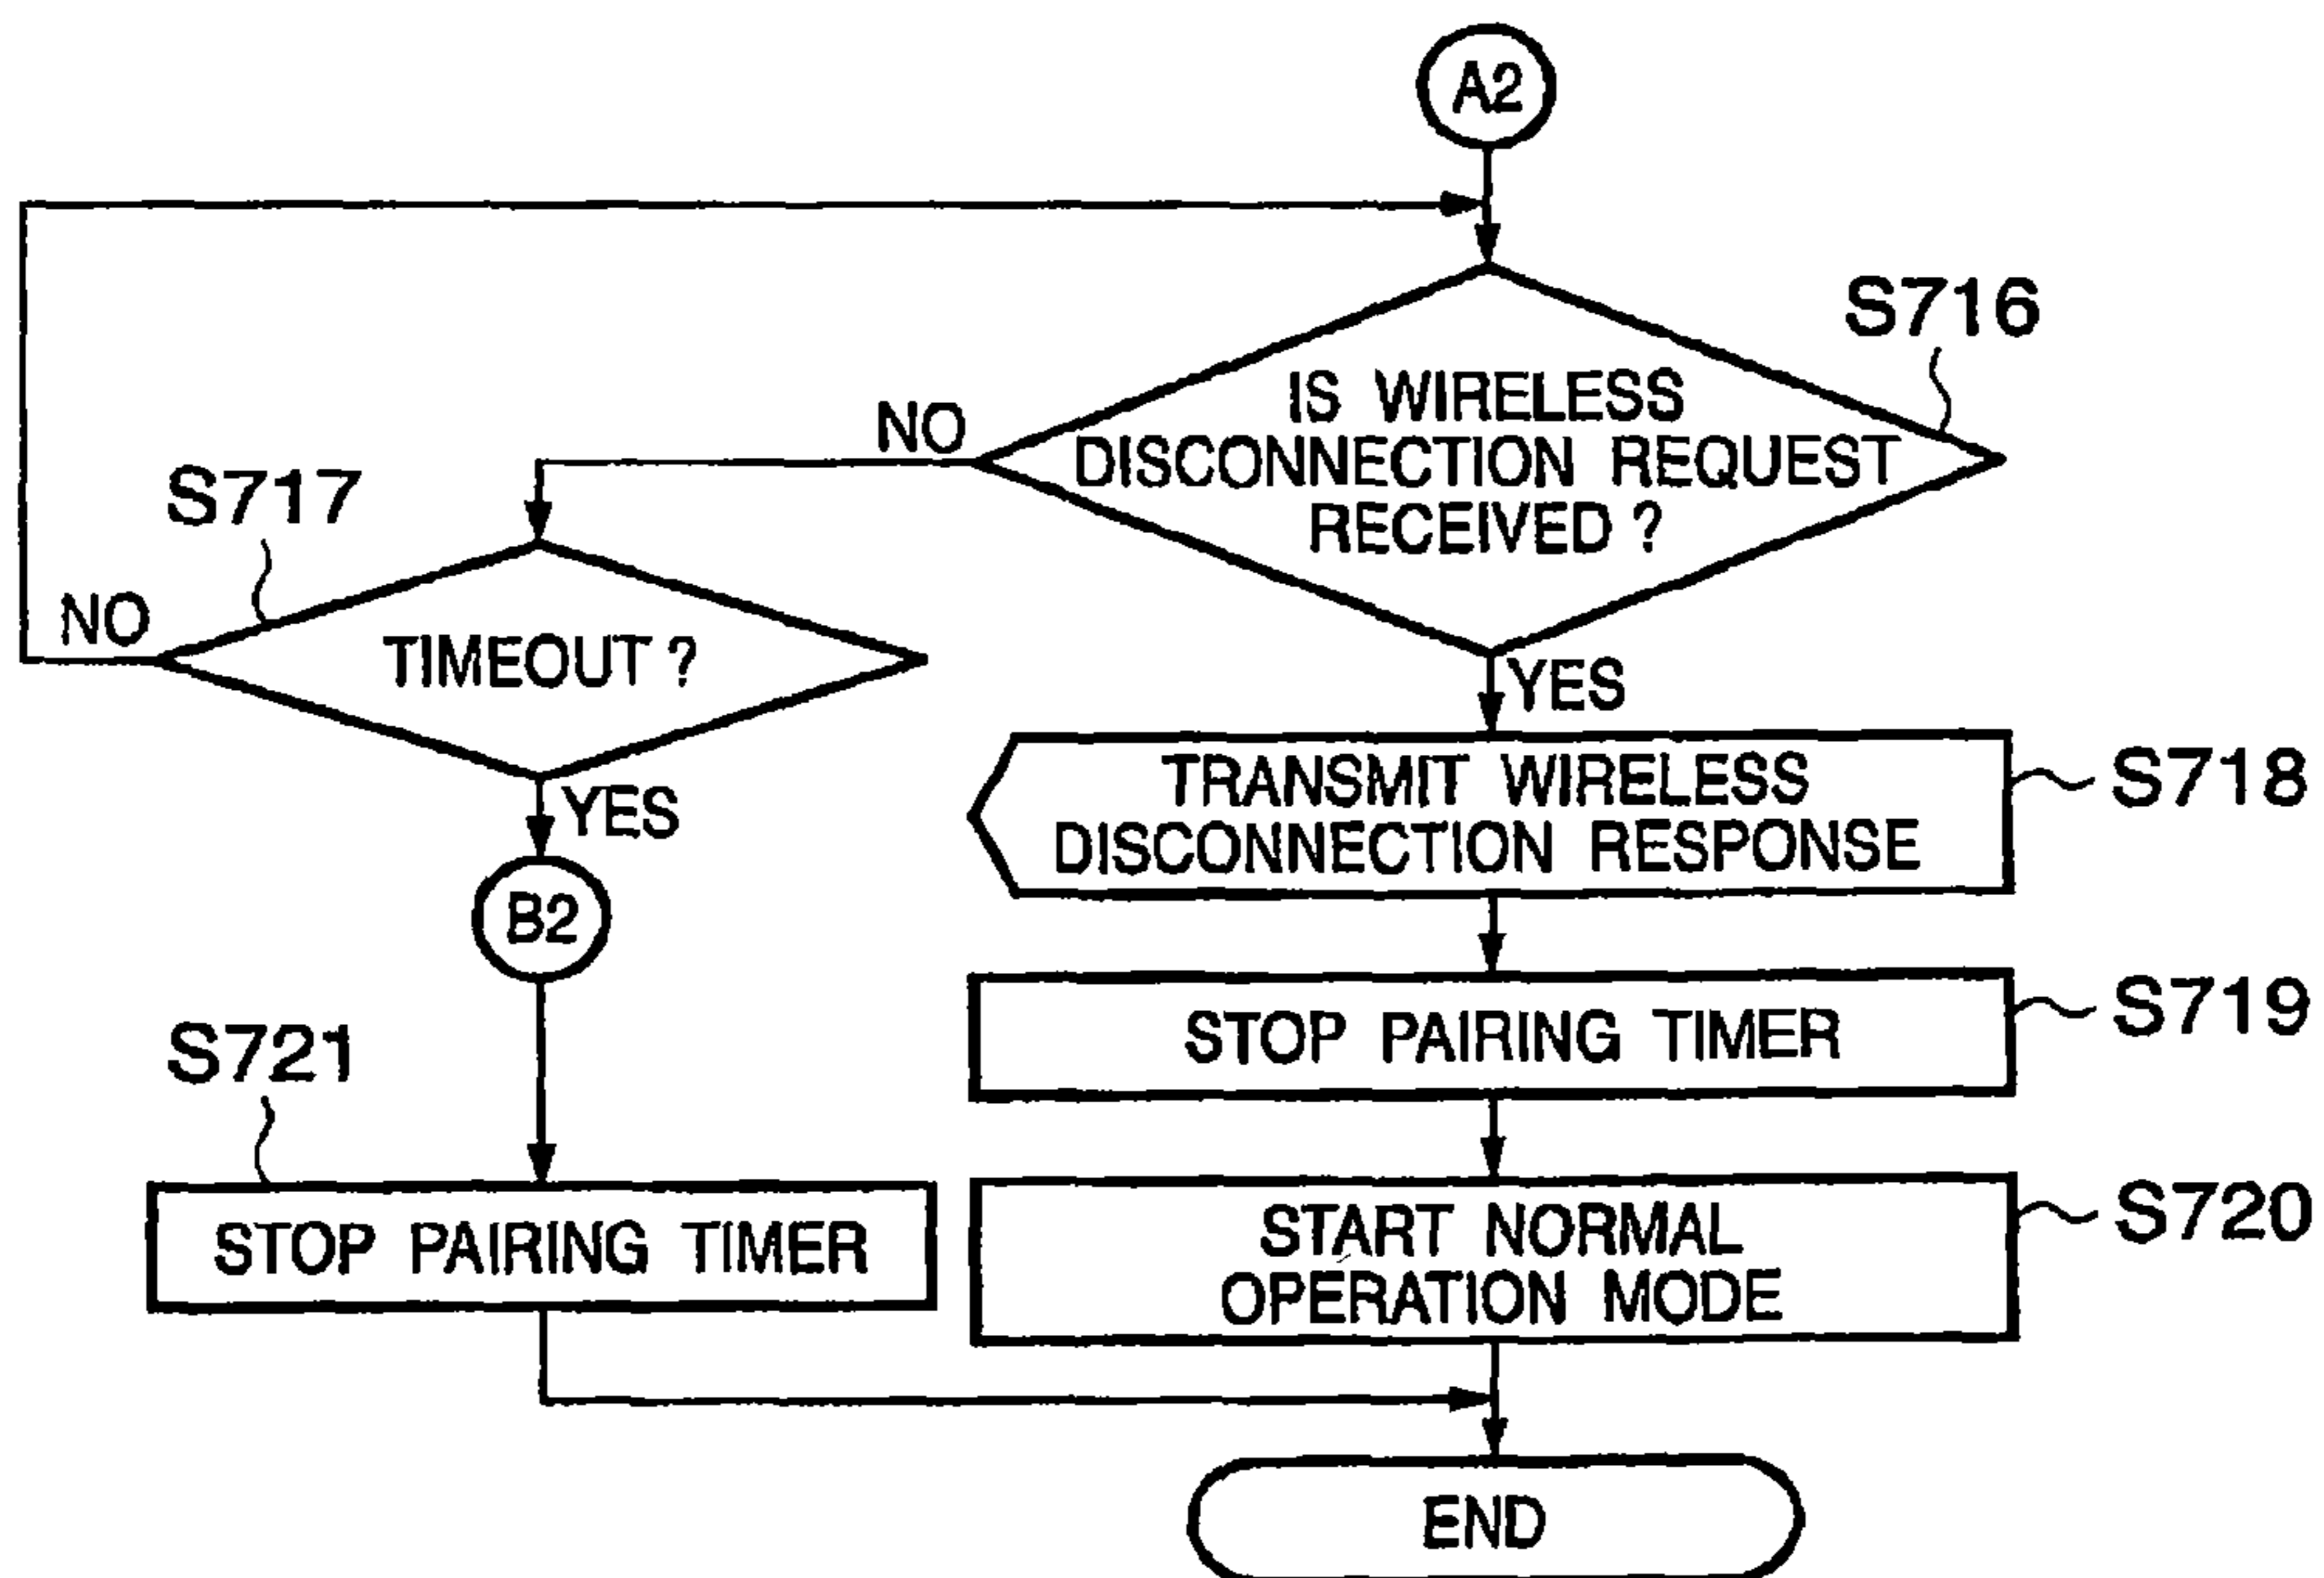 A2
S716
IS WIRELESS
DISCONNECTION REQUEST
RECEIVED ?
NO
S717
NO
TIMEOUT ?
YES
YES
TRANSMIT WIRELESS
DISCONNECTION RESPONSE
S718
B2
STOP PAIRING TIMER
S719
S721
STOP PAIRING TIMER
START NORMAL
OPERATION MODE
S720
END